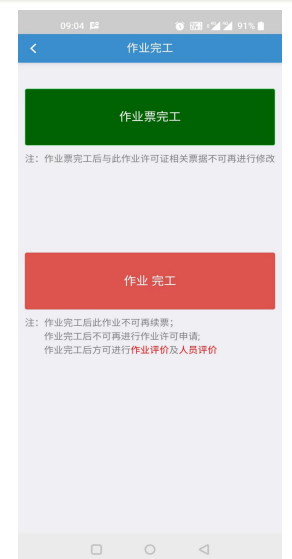 09:04 91%
作业完工
作业票完工
注：作业票完工后与此作业许可证相关票据不可再进行修改
作业 完工
注：作业完工后此作业不可再续票；
作业完工后不可再进行作业许可申请;
作业完工后方可进行作业评价及人员评价